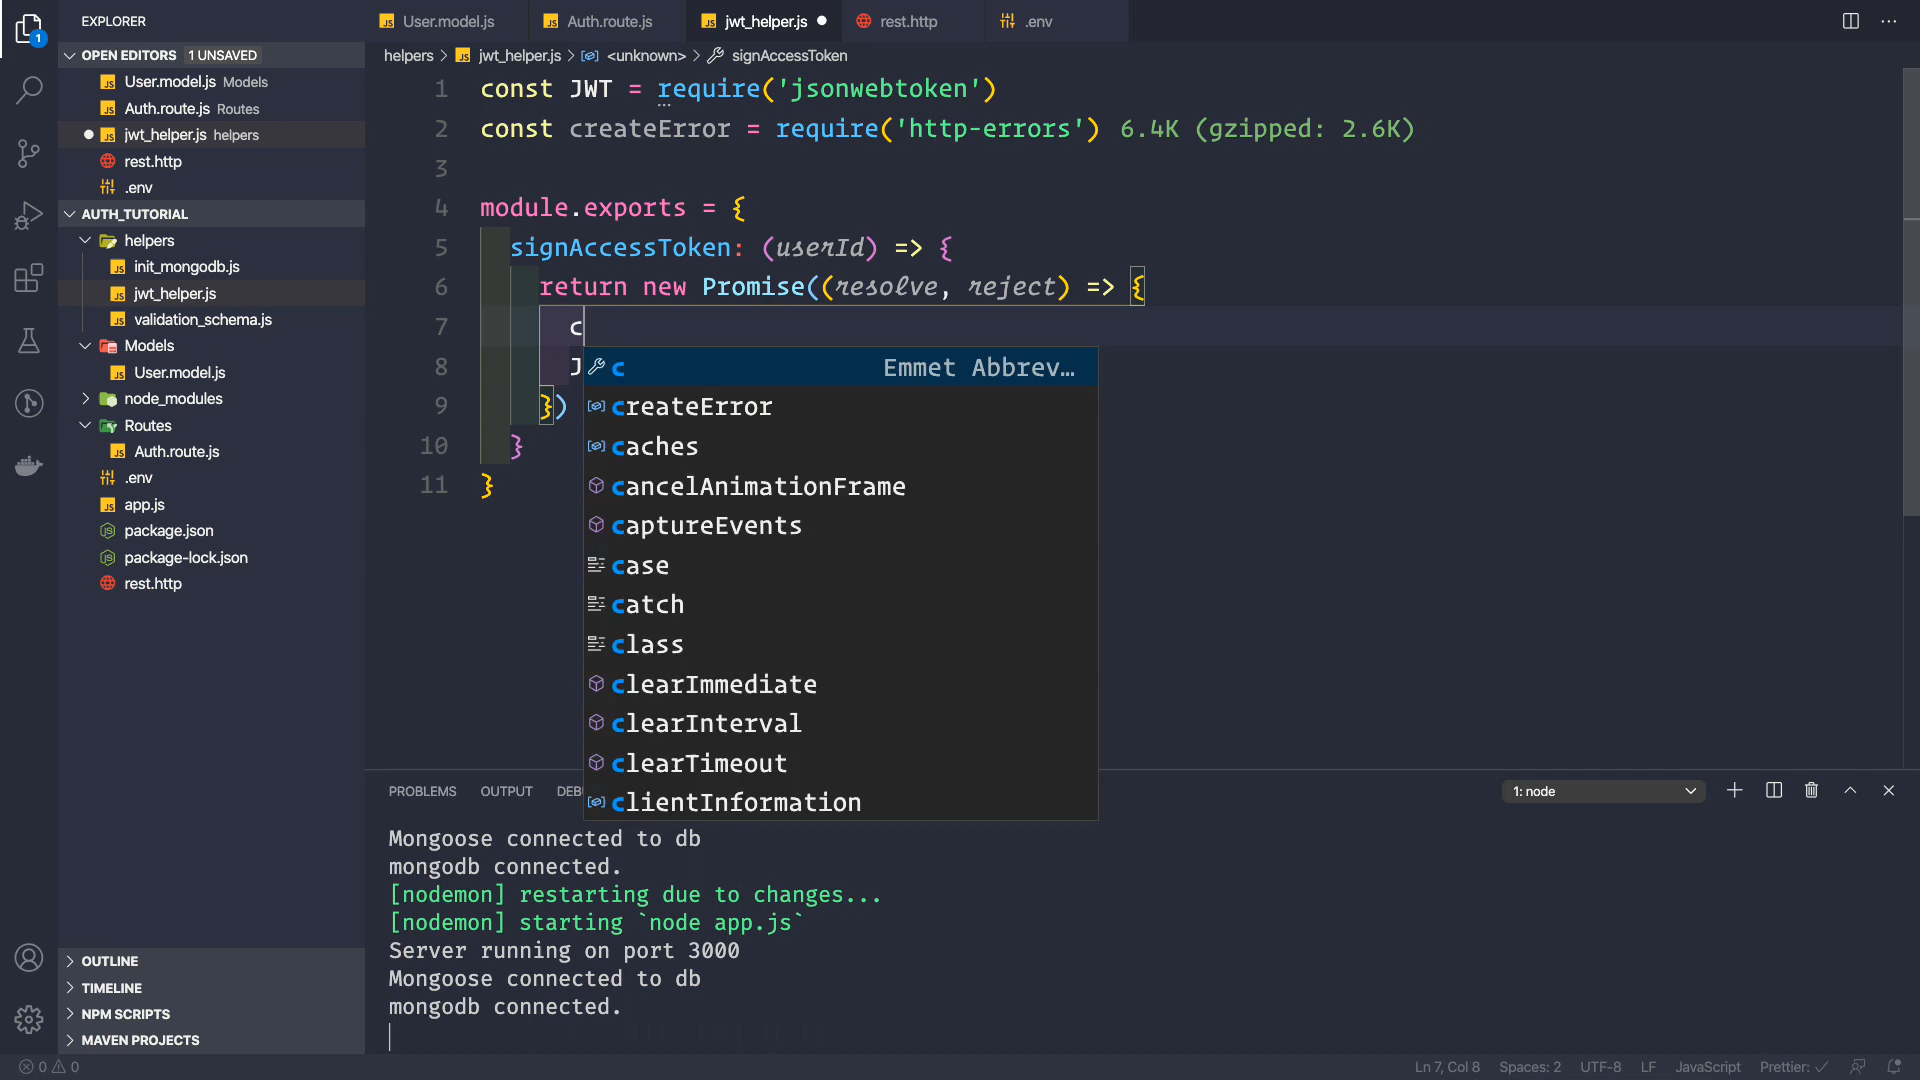 EXPLORER
OPEN EDITORS 1 UNSAVED
User.model.js Models
Auth.route.js Routes
jwt_helper.js helpers
rest.http
.env
AUTH_TUTORIAL
helpers
init_mongodb.js
jwt_helper.js
validation_schema.js
Models
User.model.js
node_modules
Routes
Auth.route.js
.env
app.js
package.json
package-lock.json
rest.http
OUTLINE
TIMELINE
NPM SCRIPTS
MAVEN PROJECTS
1
User.model.js Auth.route.js jwt_helper.js rest.http .env
helpers > jwt_helper.js > <unknown> > signAccessToken
1 const JWT = require('jsonwebtoken')
2 const createError = require('http-errors') 6.4K (gzipped: 2.6K)
3
4 module.exports = {
5 signAccessToken: (userId) => {
6 return new Promise((resolve, reject) => {
7 c
8 J
9 })
10 }
11 }
c Emmet Abbrev...
createError
caches
cancelAnimationFrame
captureEvents
case
catch
class
clearImmediate
clearInterval
clearTimeout
clientInformation
PROBLEMS OUTPUT DEBU 1: node
Mongoose connected to db
mongodb connected.
[nodemon] restarting due to changes...
[nodemon] starting `node app.js`
Server running on port 3000
Mongoose connected to db
mongodb connected.
0 0 Ln 7, Col 8 Spaces: 2 UTF-8 LF JavaScript Prettier: ✓